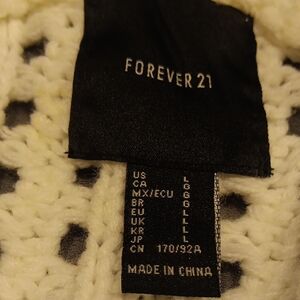 FOREVER 21
US L
CA G
MX/ECU G
BR G
EU L
UK L
KR L
JP L
CN 170/92A
MADE IN CHINA